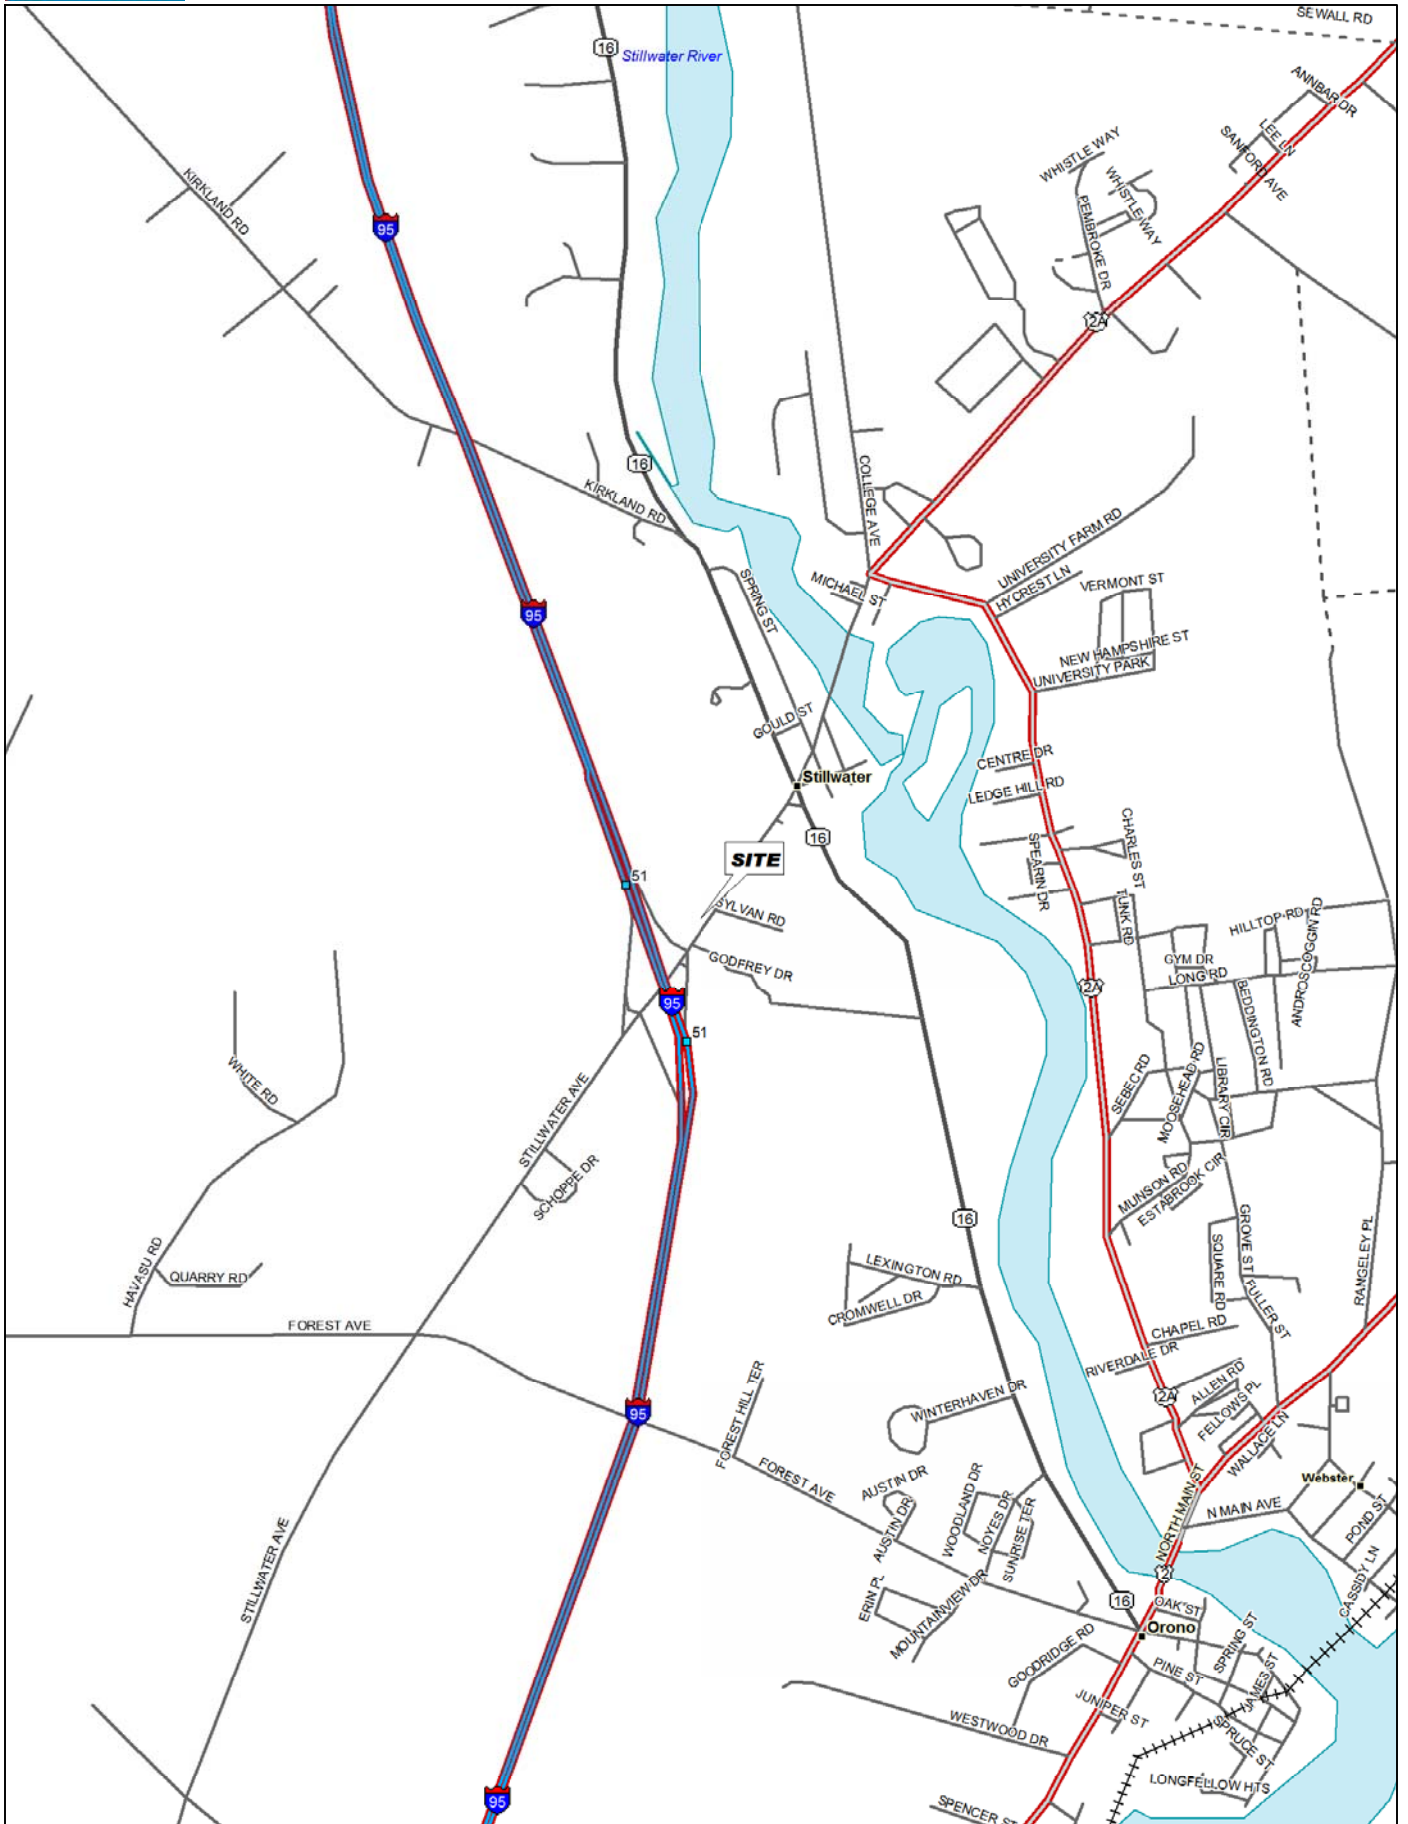 SEWALL RD
16
Stillwater River
ANNBAR DR
LEE LN
SANFORD AVE
WHISTLE WAY
WHISTLE WAY
KIRKLAND RD
PEMBROKE DR
95
2A
16
COLLEGE AVE
KIRKLAND RD
UNIVERSITY FARM RD
HYCREST LN
MICHAEL ST
VERMONT ST
SPRING ST
95
NEW HAMPSHIRE ST
UNIVERSITY PARK
GOULD ST
CENTRE DR
Stillwater
LEDGE HILL RD
16
CHARLES ST
SITE
SPEARIN DR
51
SYLVAN RD
TUNK RD
HILLTOP RD
ANDROSCOGGIN RD
GODFREY DR
GYM DR
LONG RD
2A
95
BEDDINGTON RD
51
WHITE RD
STILLWATER AVE
SEBEC RD
MOOSEHEAD RD
LIBRARY CIR
SCHOPPE DR
MUNSON RD
ESTABROOK CIR
16
GROVE ST
SQUARE RD
RANGELEY PL
HAVASU RD
QUARRY RD
LEXINGTON RD
CROMWELL DR
FULLER ST
FOREST AVE
CHAPEL RD
RIVERDALE DR
2A
ALLEN RD
FELLOWS PL
WINTERHAVEN DR
95
FOREST HILL TER
WALLACE LN
FOREST AVE
AUSTIN DR
AUSTIN DR
WOODLAND DR
NOYES DR
SUNRISE TER
Webster
N MAIN AVE
POND ST
NORTH MAIN ST
STILLWATER AVE
2
CASSIDY LN
ERIN PL
MOUNTAINVIEW DR
16
OAK ST
Orono
GOODRIDGE RD
SPRING ST
PINE ST
JAMES ST
JUNIPER ST
WESTWOOD DR
SPRUCE ST
LONGFELLOW HTS
95
SPENCER ST